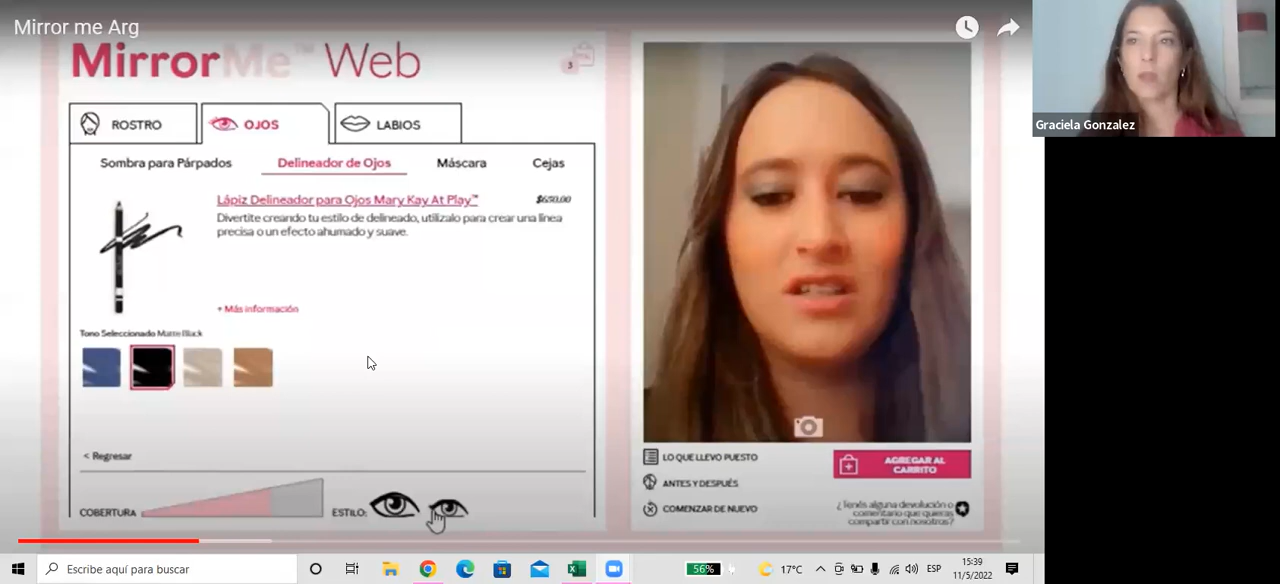 Mirror me Arg
MirrorMe™ Web
3
ROSTRO
OJOS
LABIOS
Sombra para Párpados
Delineador de Ojos
Máscara
Cejas
Lápiz Delineador para Ojos Mary Kay At Play™
$650.00
Divertite creando tu estilo de delineado, utilizalo para crear una línea
precisa o un efecto ahumado y suave.
+ Más información
Tono Seleccionado Matte Black
< Regresar
COBERTURA
ESTILO:
LO QUE LLEVO PUESTO
ANTES Y DESPUÉS
COMENZAR DE NUEVO
AGREGAR AL
CARRITO
¿Tenés alguna devolución o
comentario que quieras
compartir con nosotros?
Graciela Gonzalez
Escribe aquí para buscar
56%
17°C
ESP
15:39
11/5/2022